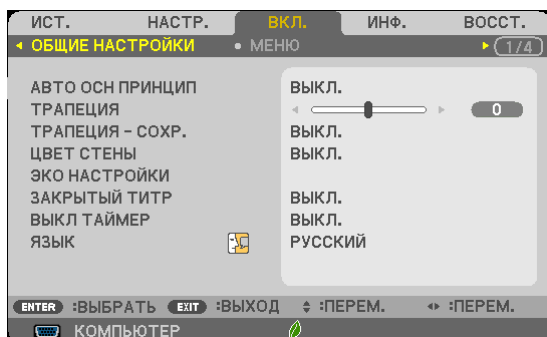 ИСТ. НАСТР. ВКЛ. ИНФ. ВОССТ.
ОБЩИЕ НАСТРОЙКИ МЕНЮ 1/4
АВТО ОСН ПРИНЦИП ВЫКЛ.
ТРАПЕЦИЯ 0
ТРАПЕЦИЯ - СОХР. ВЫКЛ.
ЦВЕТ СТЕНЫ ВЫКЛ.
ЭКО НАСТРОЙКИ
ЗАКРЫТЫЙ ТИТР ВЫКЛ.
ВЫКЛ ТАЙМЕР ВЫКЛ.
ЯЗЫК РУССКИЙ
ENTER :ВЫБРАТЬ EXIT :ВЫХОД :ПЕРЕМ. :ПЕРЕМ.
КОМПЬЮТЕР